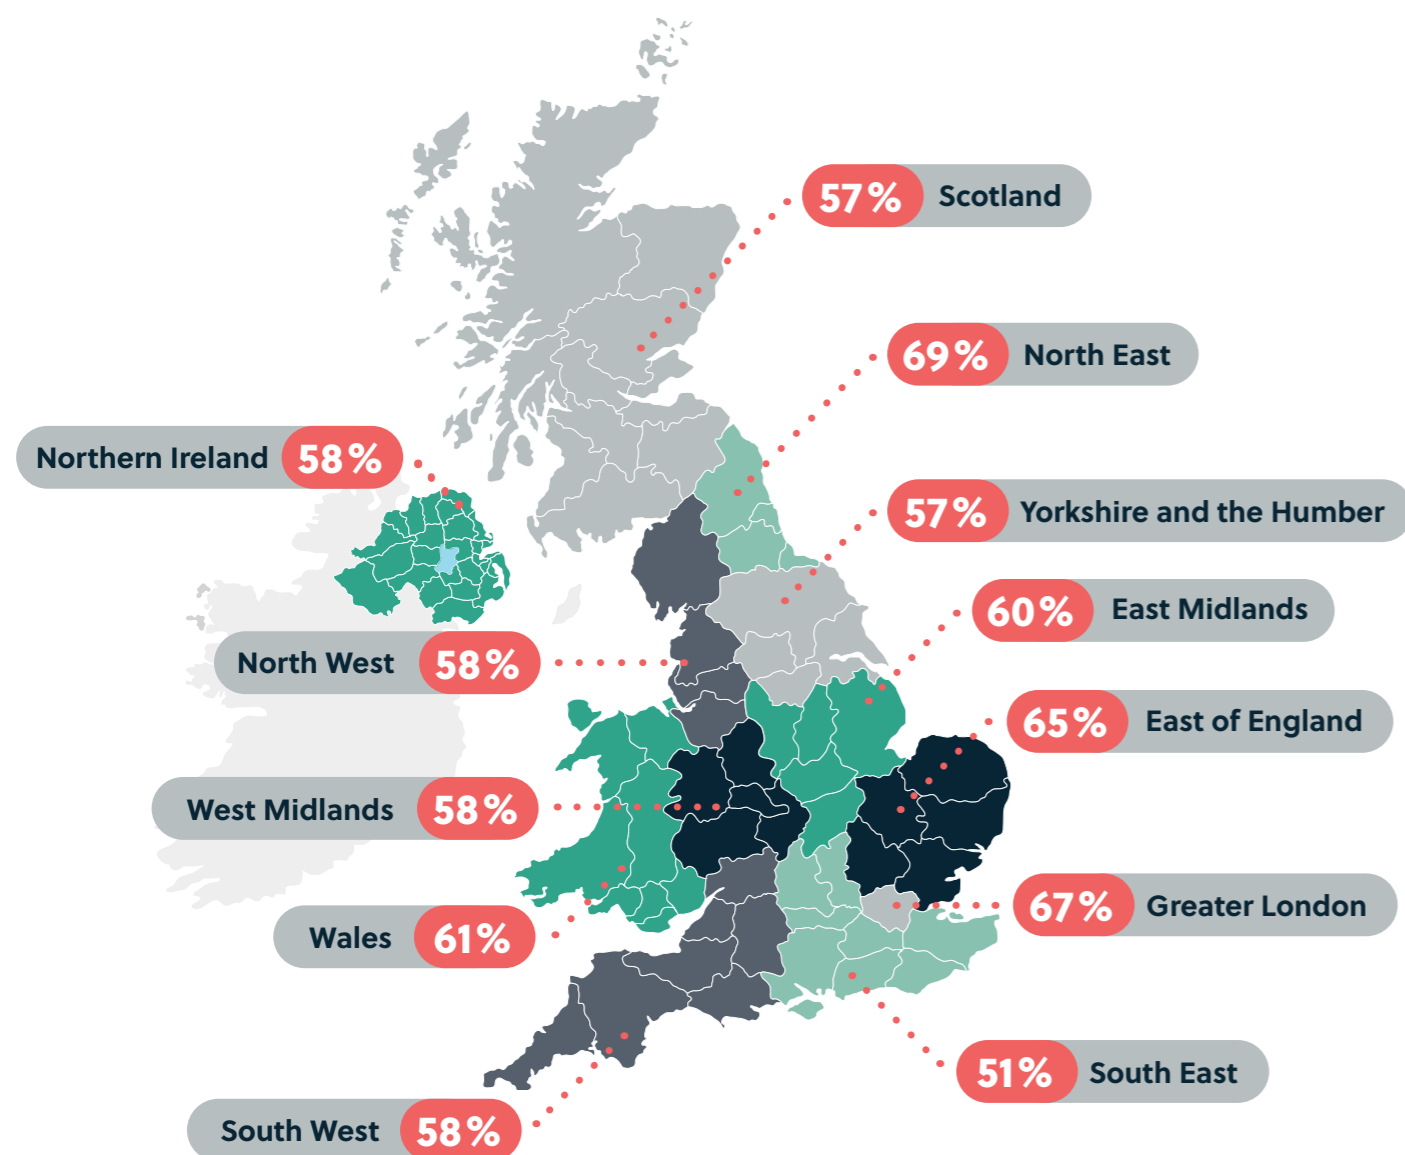 57% Scotland
69% North East
Northern Ireland 58%
57% Yorkshire and the Humber
60% East Midlands
North West 58%
65% East of England
West Midlands 58%
67% Greater London
Wales 61%
51% South East
South West 58%